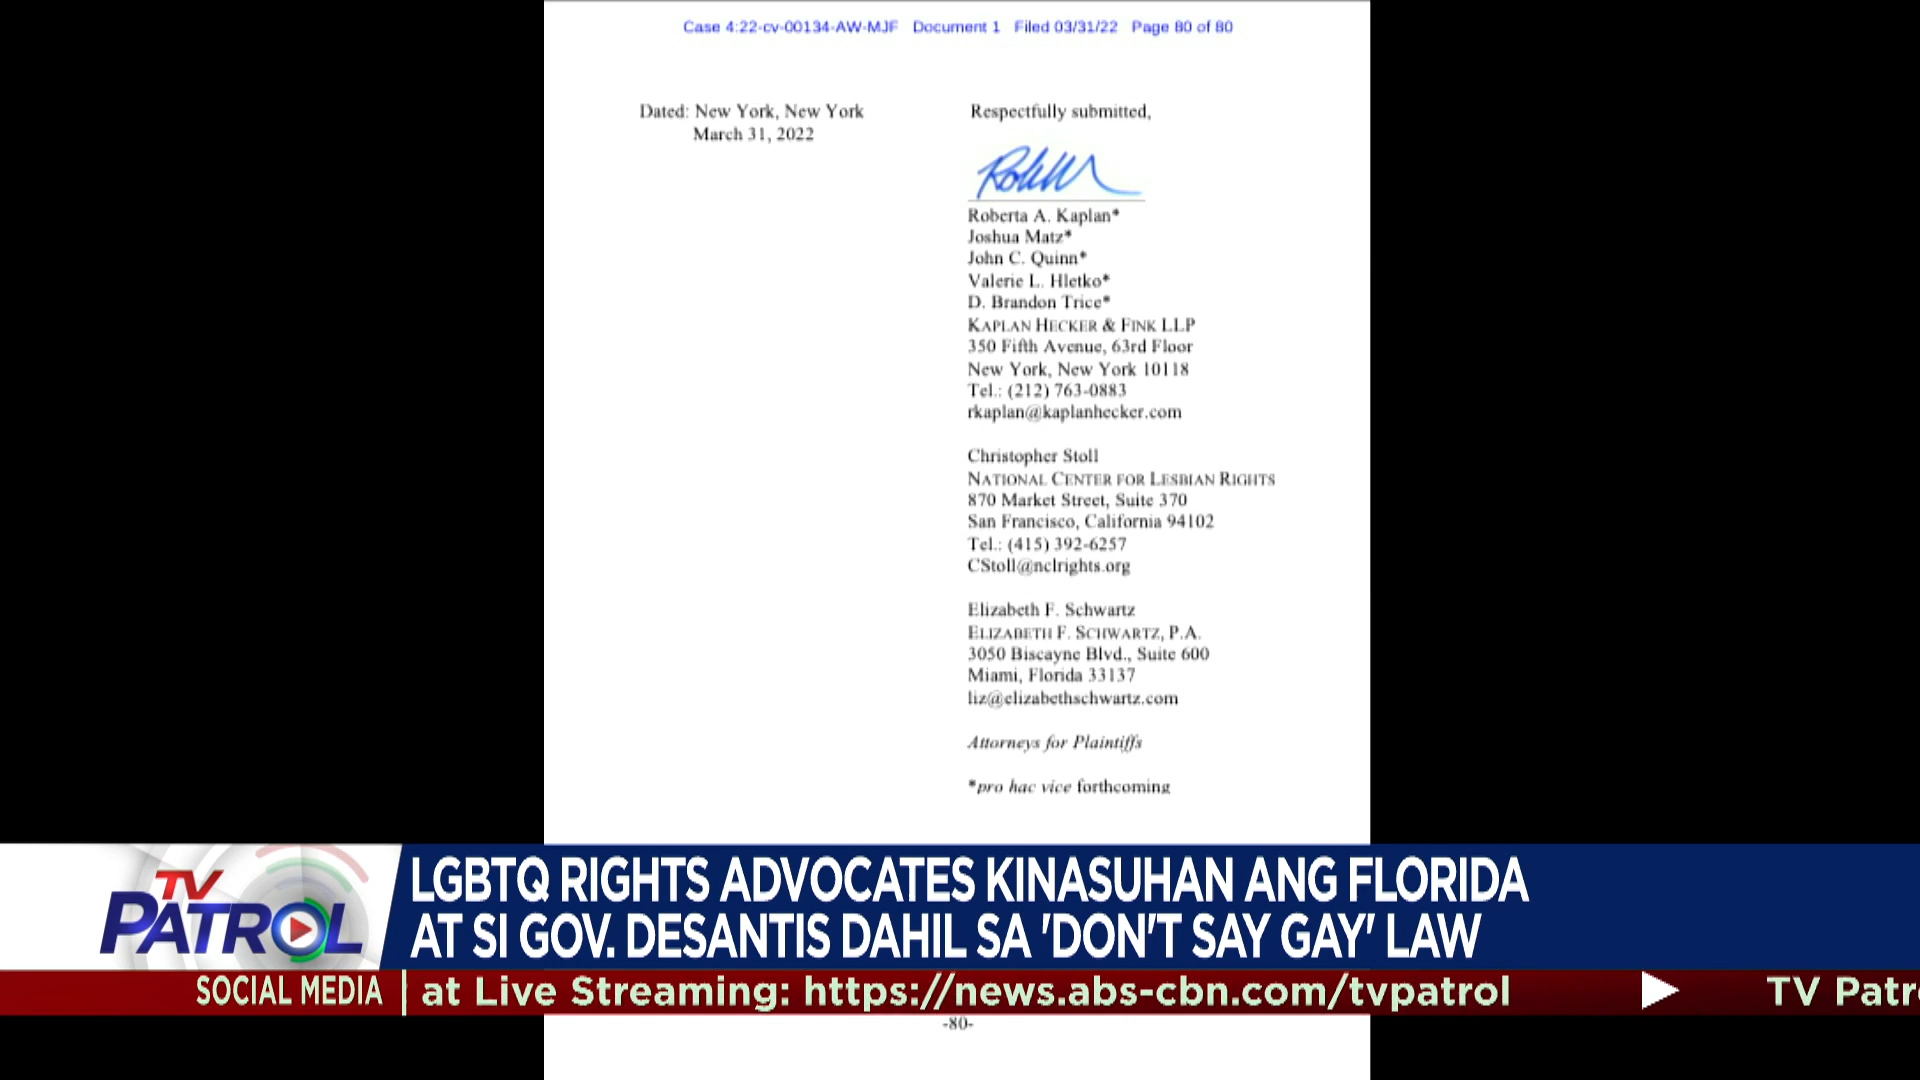 Case 4:22-cv-00134-AW-MJF Document 1 Filed 03/31/22 Page 80 of 80
Dated: New York, New York
March 31, 2022
Respectfully submitted,
Roberta A. Kaplan*
Joshua Matz*
John C. Quinn*
Valerie L. Hletko*
D. Brandon Trice*
KAPLAN HECKER & FINK LLP
350 Fifth Avenue, 63rd Floor
New York, New York 10118
Tel.: (212) 763-0883
rkaplan@kaplanhecker.com
Christopher Stoll
NATIONAL CENTER FOR LESBIAN RIGHTS
870 Market Street, Suite 370
San Francisco, California 94102
Tel.: (415) 392-6257
CStoll@nclrights.org
Elizabeth F. Schwartz
ELIZABETH F. SCHWARTZ, P.A.
3050 Biscayne Blvd., Suite 600
Miami, Florida 33137
liz@elizabethschwartz.com
Attorneys for Plaintiffs
*pro hac vice forthcoming
TV PATROL
LGBTQ RIGHTS ADVOCATES KINASUHAN ANG FLORIDA
AT SI GOV. DESANTIS DAHIL SA 'DON'T SAY GAY' LAW
SOCIAL MEDIA | at Live Streaming: https://news.abs-cbn.com/tvpatrol TV Patr
-80-